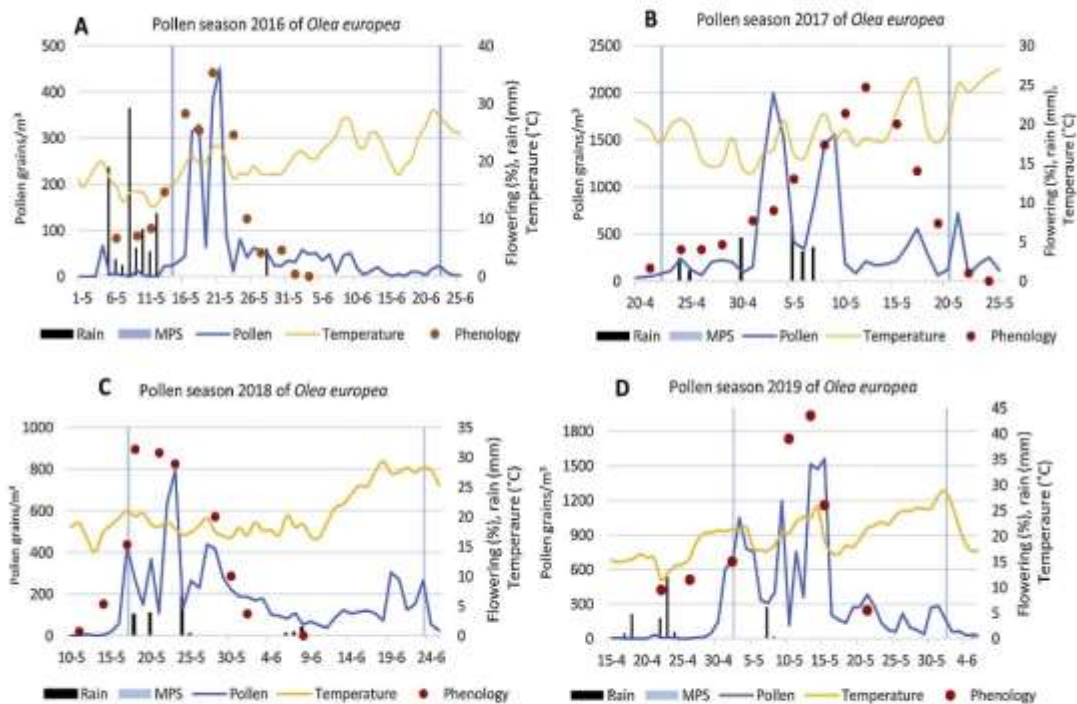 A
Pollen season 2016 of Olea europea
Pollen grains/m³
500
400
300
200
100
0
40
30
20
10
0
Flowering (%), rain (mm)
Temperaure (˚C)
1-5 6-5 11-5 16-5 21-5 26-5 31-5 5-6 10-6 15-6 20-6 25-6
Rain MPS Pollen Temperature Phenology
B
Pollen season 2017 of Olea europea
Pollen grains/m³
2500
2000
1500
1000
500
0
30
25
20
15
10
5
0
Flowering (%), rain (mm)
Temperaure (˚C)
20-4 25-4 30-4 5-5 10-5 15-5 20-5 25-5
Rain MPS Pollen Temperature Phenology
C
Pollen season 2018 of Olea europea
Pollen grains/m³
1000
800
600
400
200
0
35
30
25
20
15
10
5
0
Flowering (%), rain (mm)
Temperaure (˚C)
10-5 15-5 20-5 25-5 30-5 4-6 9-6 14-6 19-6 24-6
Rain MPS Pollen Temperature Phenology
D
Pollen season 2019 of Olea europea
Pollen grains/m³
1800
1500
1200
900
600
300
0
45
40
35
30
25
20
15
10
5
0
Flowering (%), rain (mm)
Temperaure (˚C)
15-4 20-4 25-4 30-4 5-5 10-5 15-5 20-5 25-5 30-5 4-6
Rain MPS Pollen Temperature Phenology